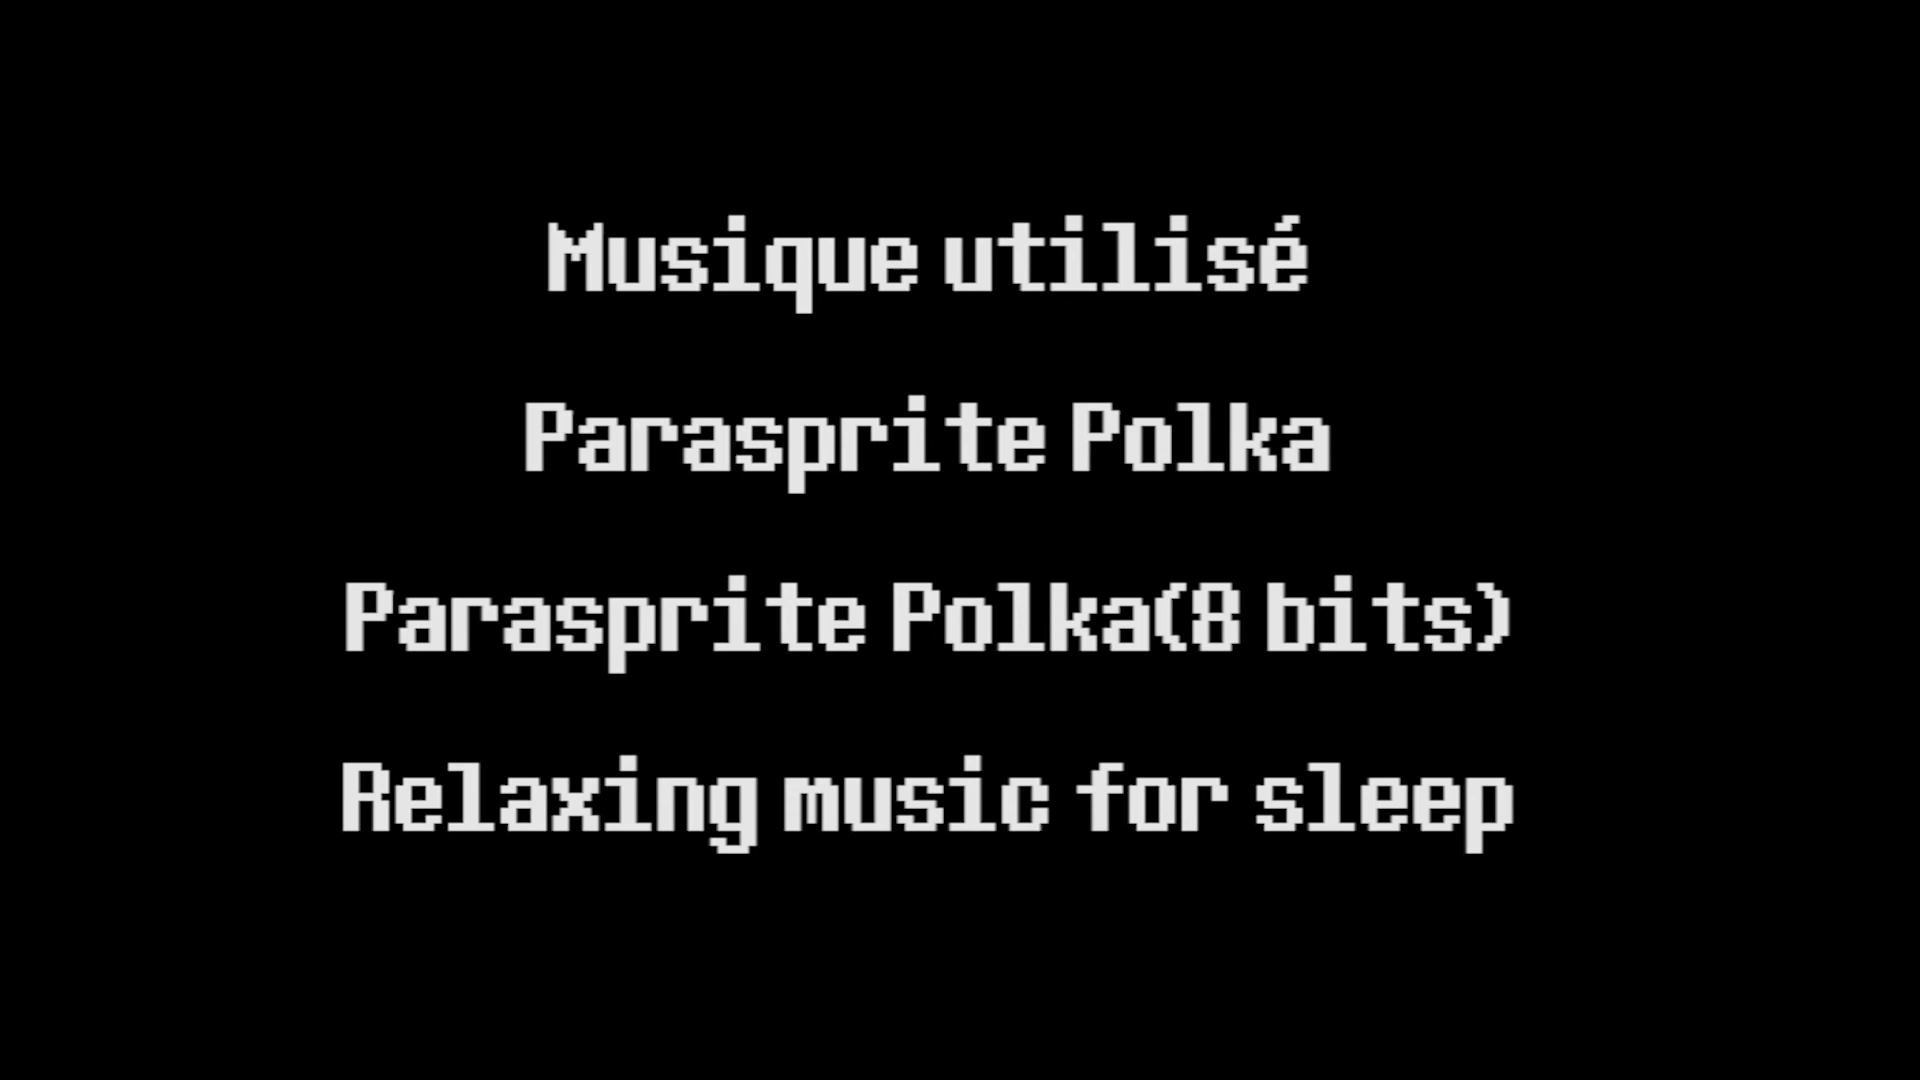 Musique utilisé
Parasprite Polka
Parasprite Polka(8 bits)
Relaxing music for sleep